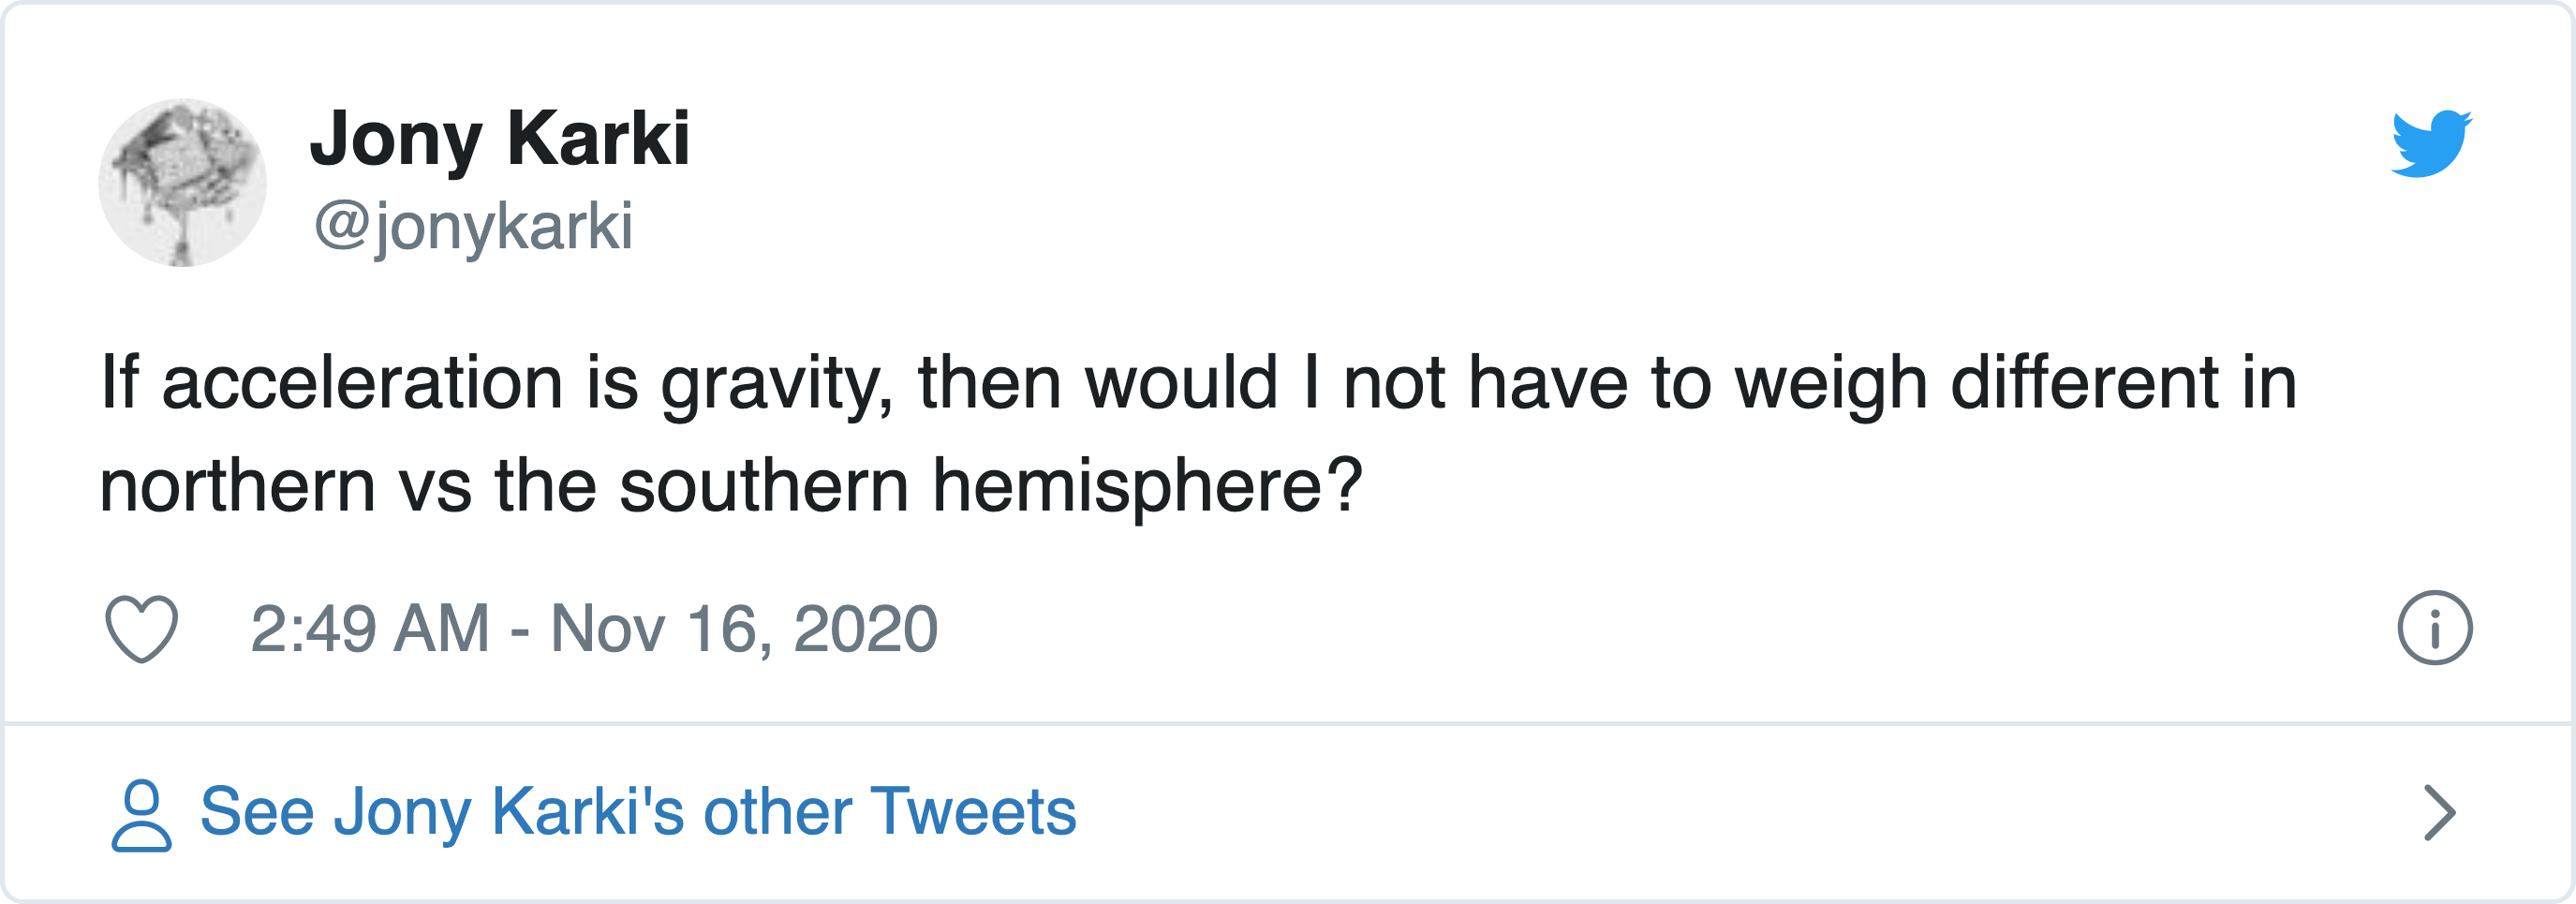 Jony Karki
@jonykarki
If acceleration is gravity, then would I not have to weigh different in
northern vs the southern hemisphere?
2:49 AM - Nov 16, 2020
See Jony Karki's other Tweets